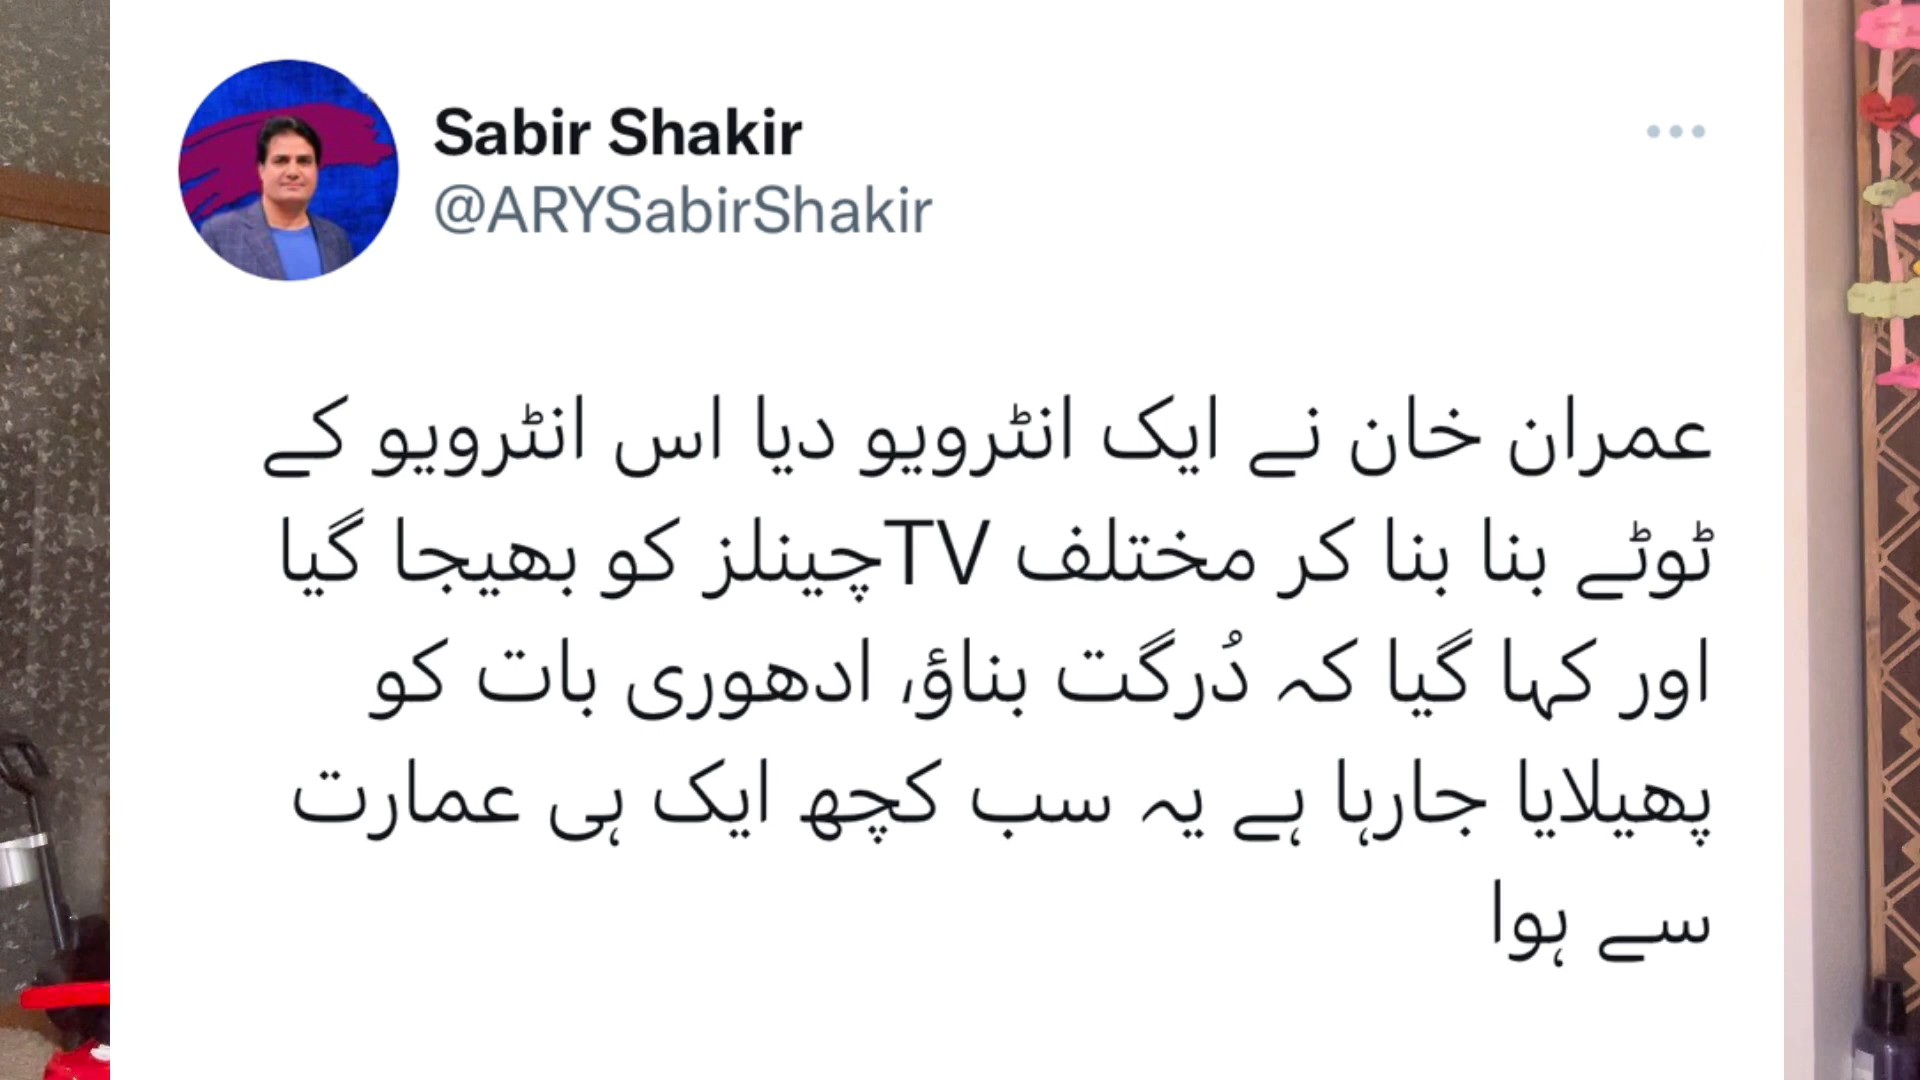 Sabir Shakir
@ARYSabirShakir
عمران خان نے ایک انٹرویو دیا اس انٹرویو کے
ٹوٹے بنا بنا کر مختلف TVچینلز کو بھیجا گیا
اور کہا گیا کہ دُرگت بناؤ، ادھوری بات کو
پھیلایا جارہا ہے یہ سب کچھ ایک ہی عمارت
سے ہوا